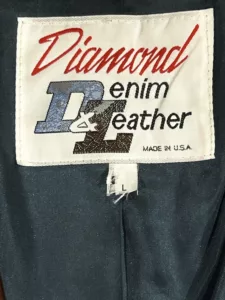 Diamond
Denim
& Leather
MADE IN U.S.A.
L